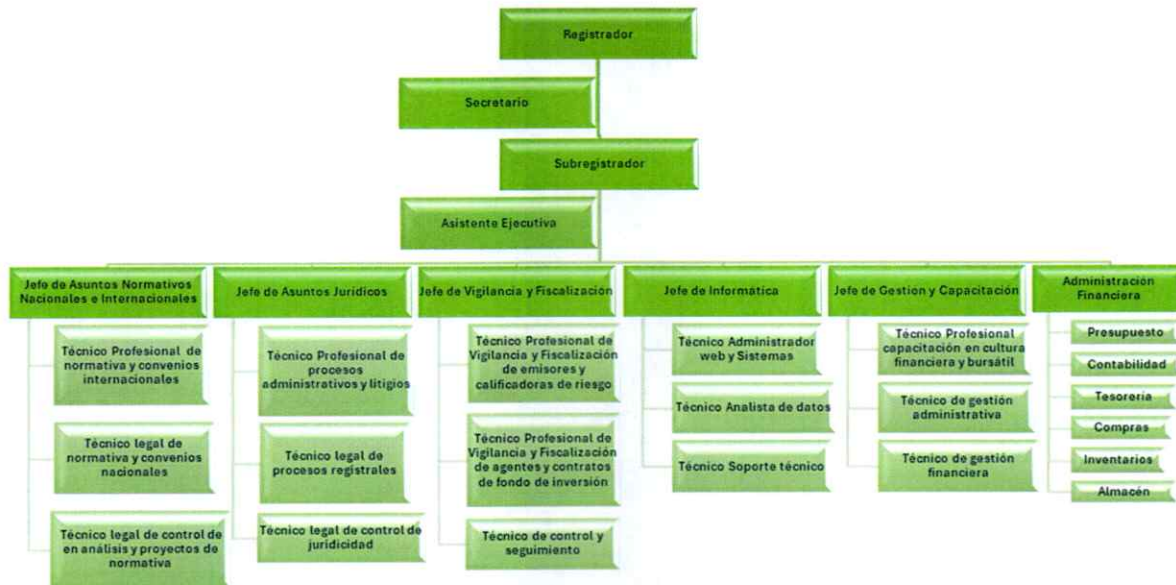 Registrador
Secretario
Subregistrador
Asistente Ejecutiva
Jefe de Asuntos Normativos
Nacionales e Internacionales
Técnico Profesional de
normativa y convenios
internacionales
Técnico legal de
normativa y convenios
nacionales
Técnico legal de control de
en análisis y proyectos de
normativa
Jefe de Asuntos Jurídicos
Técnico Profesional de
procesos
administrativos y litigios
Técnico legal de
procesos registrales
Técnico legal de control de
juridicidad
Jefe de Vigilancia y Fiscalización
Técnico Profesional de
Vigilancia y Fiscalización
de emisores y
calificadoras de riesgo
Técnico Profesional de
Vigilancia y Fiscalización
de agentes y contratos
de fondo de inversión
Técnico de control y
seguimiento
Jefe de Informática
Técnico Administrador
web y Sistemas
Técnico Analista de datos
Técnico Soporte técnico
Jefe de Gestión y Capacitación
Técnico Profesional
capacitación en cultura
financiera y bursátil
Técnico de gestión
administrativa
Técnico de gestión
financiera
Administración
Financiera
Presupuesto
Contabilidad
Tesorería
Compras
Inventarios
Almacén